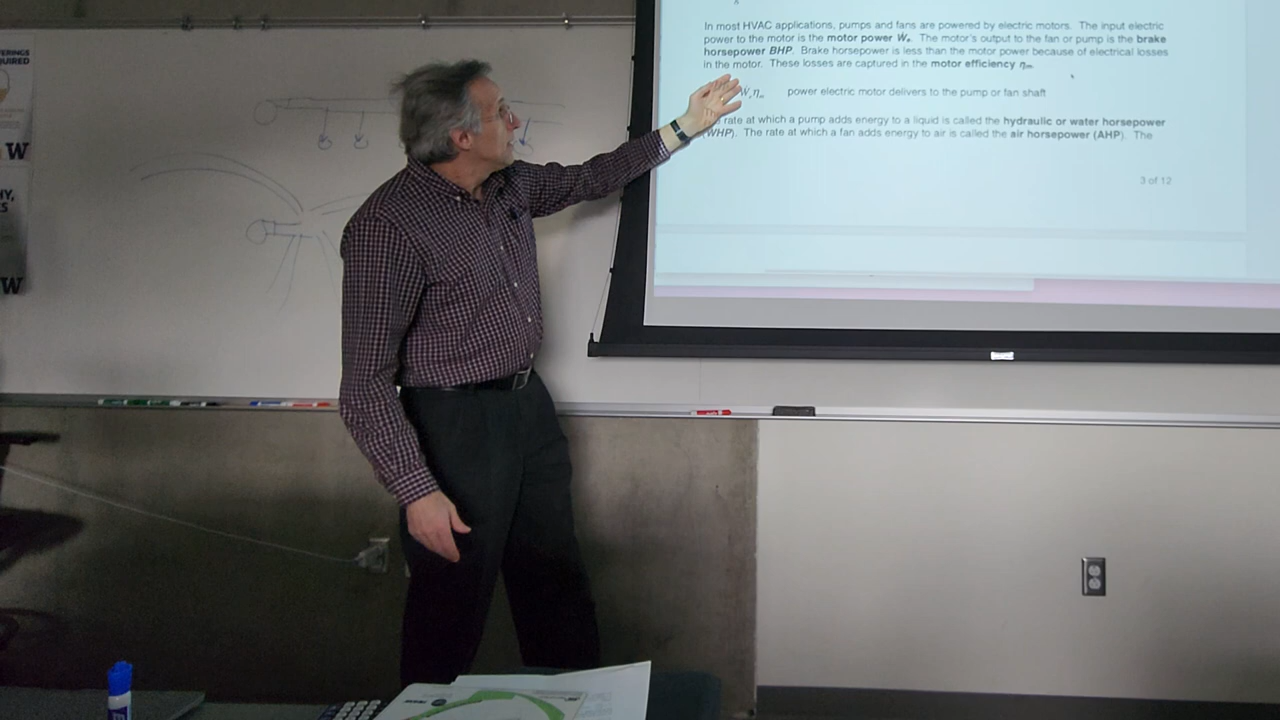 In most HVAC applications, pumps and fans are powered by electric motors. The input electric
power to the motor is the motor power Wₑ. The motor's output to the fan or pump is the brake
horsepower BHP. Brake horsepower is less than the motor power because of electrical losses
in the motor. These losses are captured in the motor efficiency ηₘ.
Ẇₑηₘ power electric motor delivers to the pump or fan shaft
rate at which a pump adds energy to a liquid is called the hydraulic or water horsepower
(WHP). The rate at which a fan adds energy to air is called the air horsepower (AHP). The
3 of 12
W
W